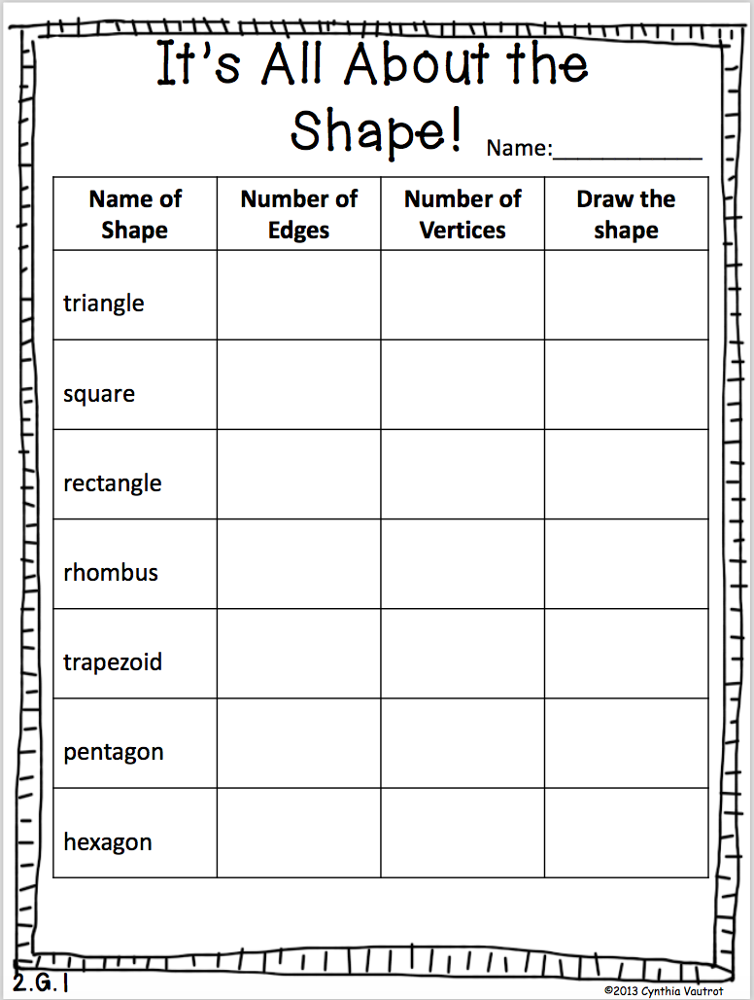 It's All About the
Shape!
Name:____________
Name of Shape
Number of Edges
Number of Vertices
Draw the shape
triangle
square
rectangle
rhombus
trapezoid
pentagon
hexagon
2.G.1
©2013 Cynthia Vautrot